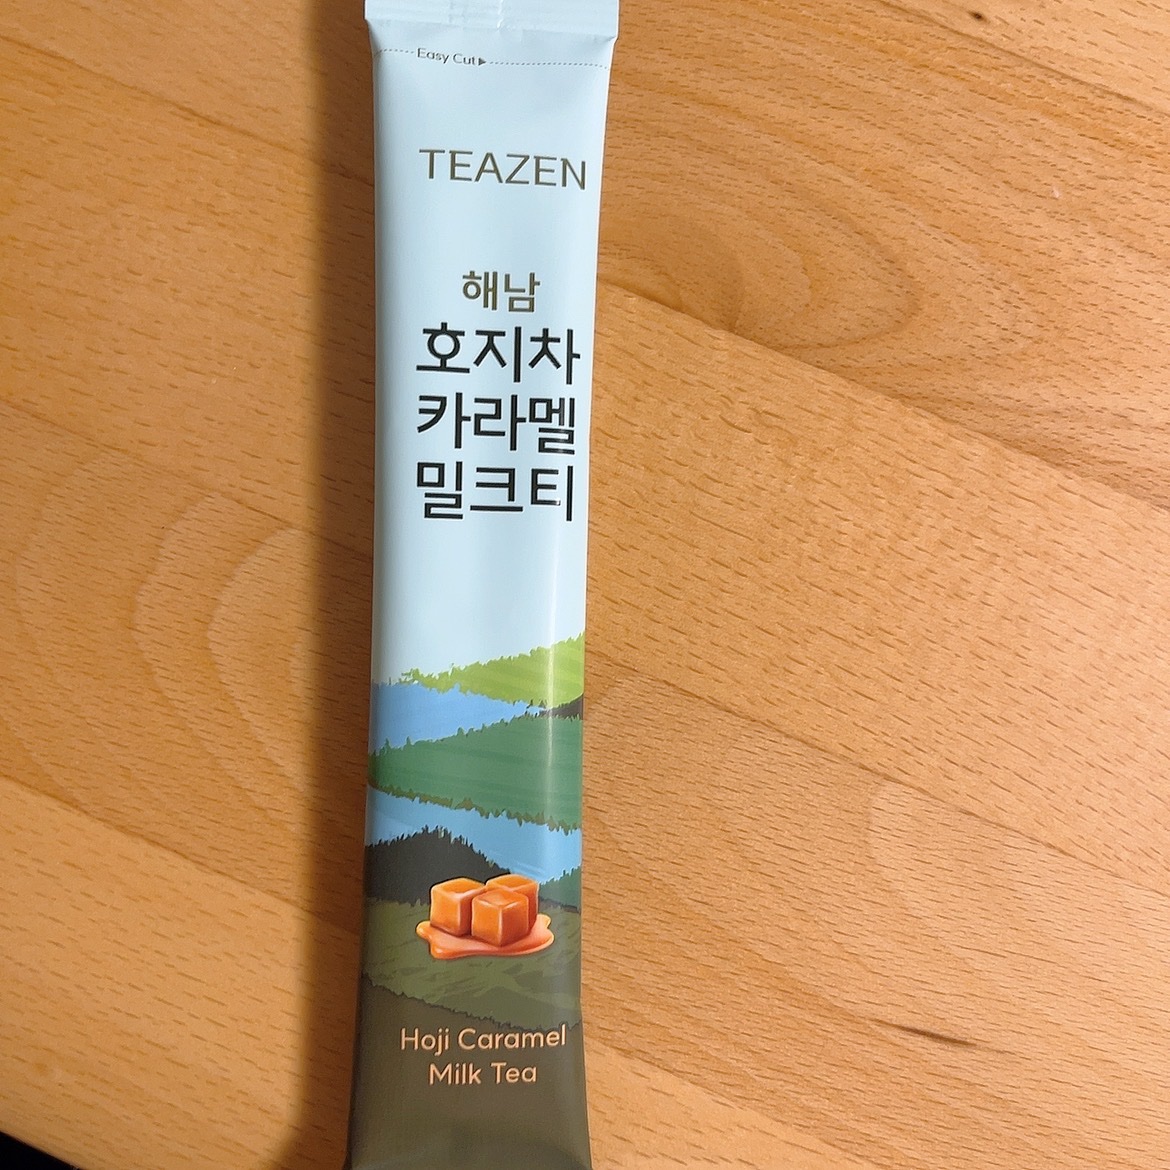 Easy Cut▶
TEAZEN
해남
호지차
카라멜
밀크티
Hoji Caramel
Milk Tea